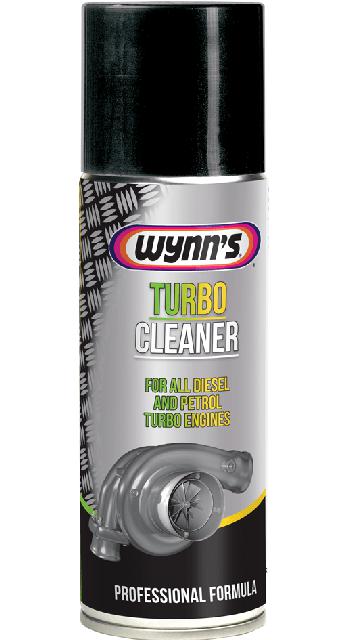 WYNN'S
TURBO
CLEANER
FOR ALL DIESEL
AND PETROL
TURBO ENGINES
PROFESSIONAL FORMULA